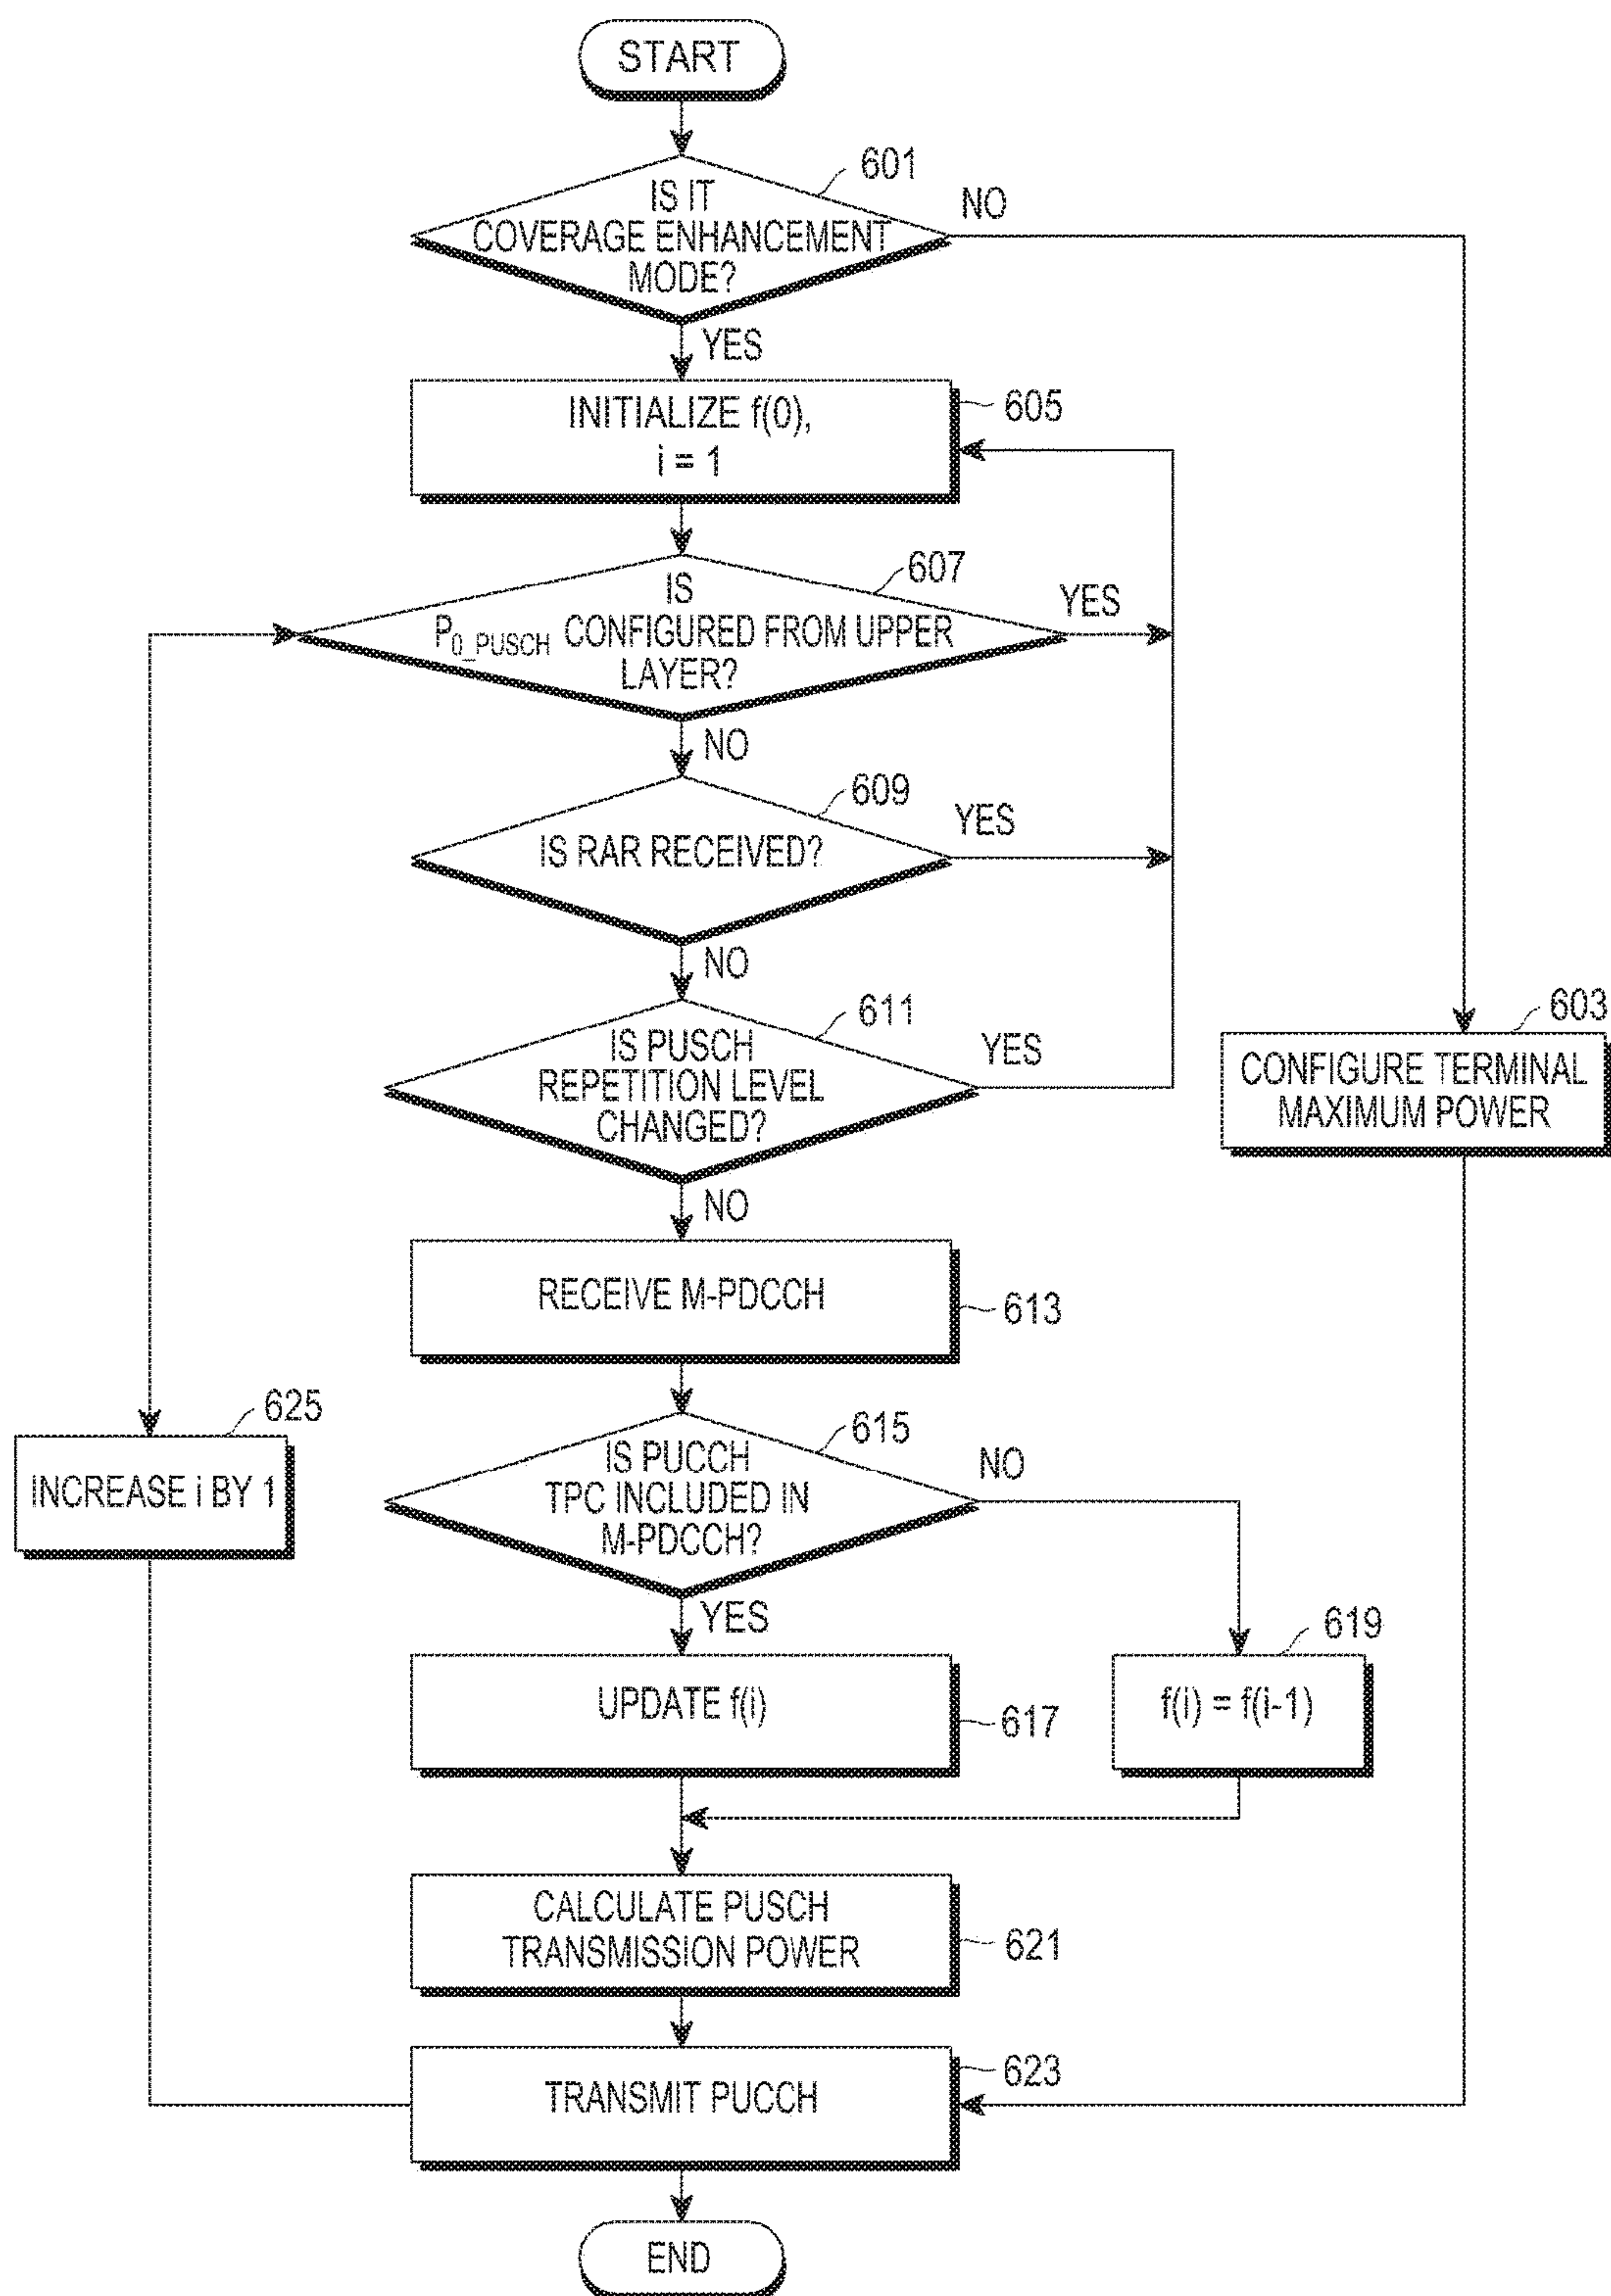 START
601
IS IT
COVERAGE ENHANCEMENT
MODE?
NO
YES
INITIALIZE f(0),
i = 1
605
607
IS
P0_PUSCH CONFIGURED FROM UPPER
LAYER?
YES
NO
609
IS RAR RECEIVED?
YES
NO
611
IS PUSCH
REPETITION LEVEL
CHANGED?
YES
603
CONFIGURE TERMINAL
MAXIMUM POWER
NO
RECEIVE M-PDCCH
613
625
INCREASE i BY 1
615
IS PUCCH
TPC INCLUDED IN
M-PDCCH?
NO
YES
UPDATE f(i)
617
619
f(i) = f(i-1)
CALCULATE PUSCH
TRANSMISSION POWER
621
TRANSMIT PUCCH
623
END